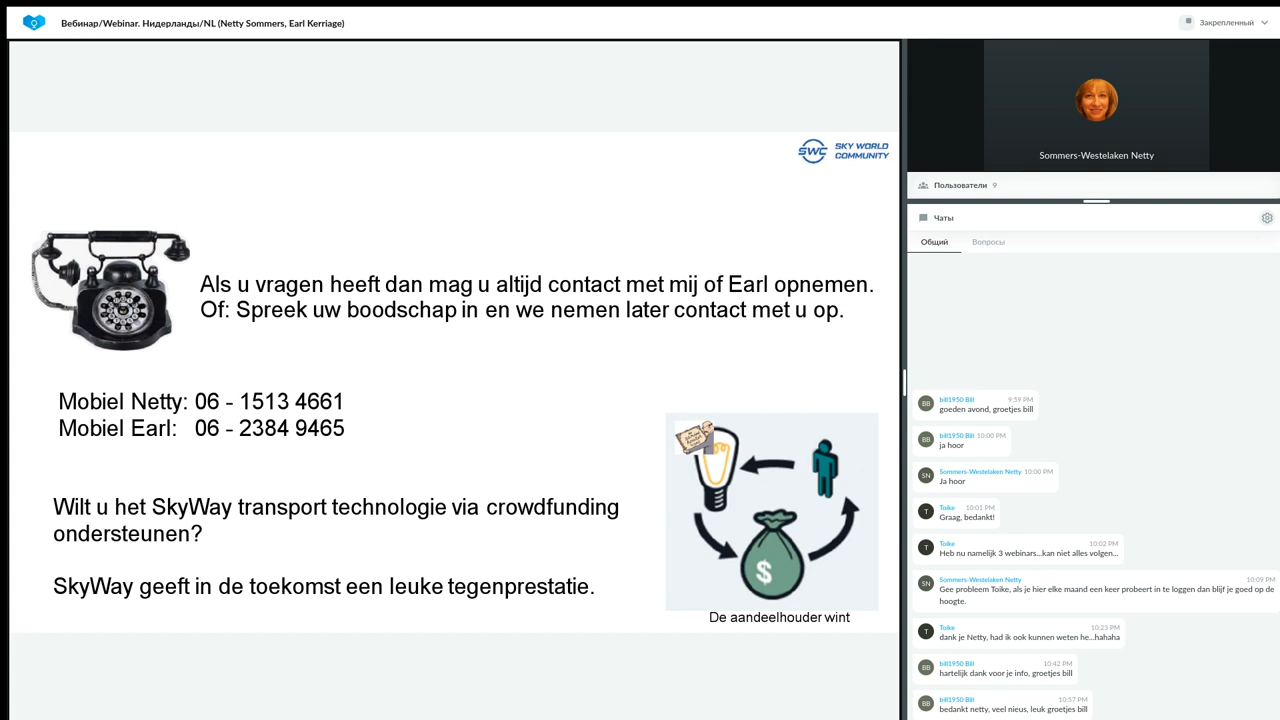 Вебинар/Webinar. Нидерланды/NL (Netty Sommers, Earl Kerriage)
Закрепленный
SWC SKY WORLD
COMMUNITY
Als u vragen heeft dan mag u altijd contact met mij of Earl opnemen.
Of: Spreek uw boodschap in en we nemen later contact met u op.
Mobiel Netty: 06 - 1513 4661
Mobiel Earl: 06 - 2384 9465
Wilt u het SkyWay transport technologie via crowdfunding
ondersteunen?
SkyWay geeft in de toekomst een leuke tegenprestatie.
$
De aandeelhouder wint
Sommers-Westelaken Netty
Пользователи 9
Чаты
Общий Вопросы
BB
bill1950 Bill 9:59 PM
goeden avond, groetjes bill
BB
bill1950 Bill 10:00 PM
ja hoor
SN
Sommers-Westelaken Netty 10:00 PM
Ja hoor
T
Toike 10:01 PM
Graag, bedankt!
T
Toike 10:02 PM
Heb nu namelijk 3 webinars...kan niet alles volgen...
SN
Sommers-Westelaken Netty 10:09 PM
Gee probleem Toike, als je hier elke maand een keer probeert in te loggen dan blijf je goed op de
hoogte.
T
Toike 10:23 PM
dank je Netty, had ik ook kunnen weten he...hahaha
BB
bill1950 Bill 10:42 PM
hartelijk dank voor je info, groetjes bill
BB
bill1950 Bill 10:57 PM
bedankt netty, veel nieus, leuk groetjes bill